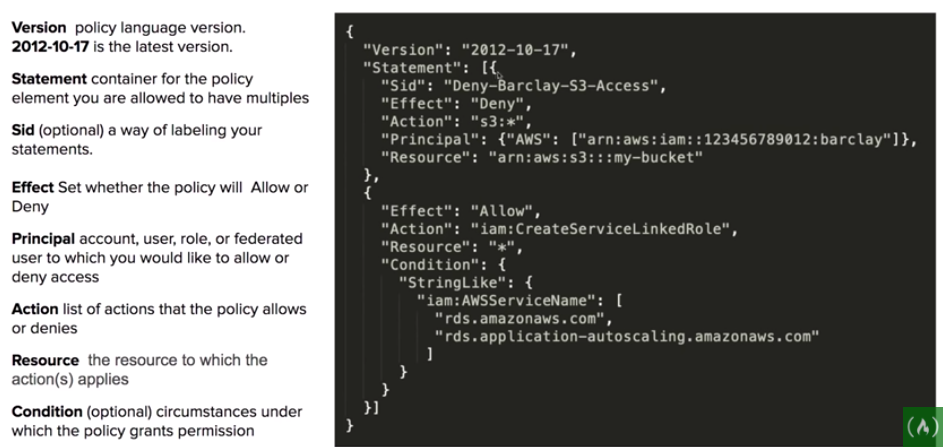 Version policy language version.
2012-10-17 is the latest version.
Statement container for the policy
element you are allowed to have multiples
Sid (optional) a way of labeling your
statements.
Effect Set whether the policy will Allow or
Deny
Principal account, user, role, or federated
user to which you would like to allow or
deny access
Action list of actions that the policy allows
or denies
Resource the resource to which the
action(s) applies
Condition (optional) circumstances under
which the policy grants permission
{
"Version": "2012-10-17",
"Statement": [{
"Sid": "Deny-Barclay-S3-Access",
"Effect": "Deny",
"Action": "s3:*",
"Principal": {"AWS": ["arn:aws:iam::123456789012:barclay"]},
"Resource": "arn:aws:s3:::my-bucket"
},
{
"Effect": "Allow",
"Action": "iam:CreateServiceLinkedRole",
"Resource": "*",
"Condition": {
"StringLike": {
"iam:AWSServiceName": [
"rds.amazonaws.com",
"rds.application-autoscaling.amazonaws.com"
]
}
}
}]
}